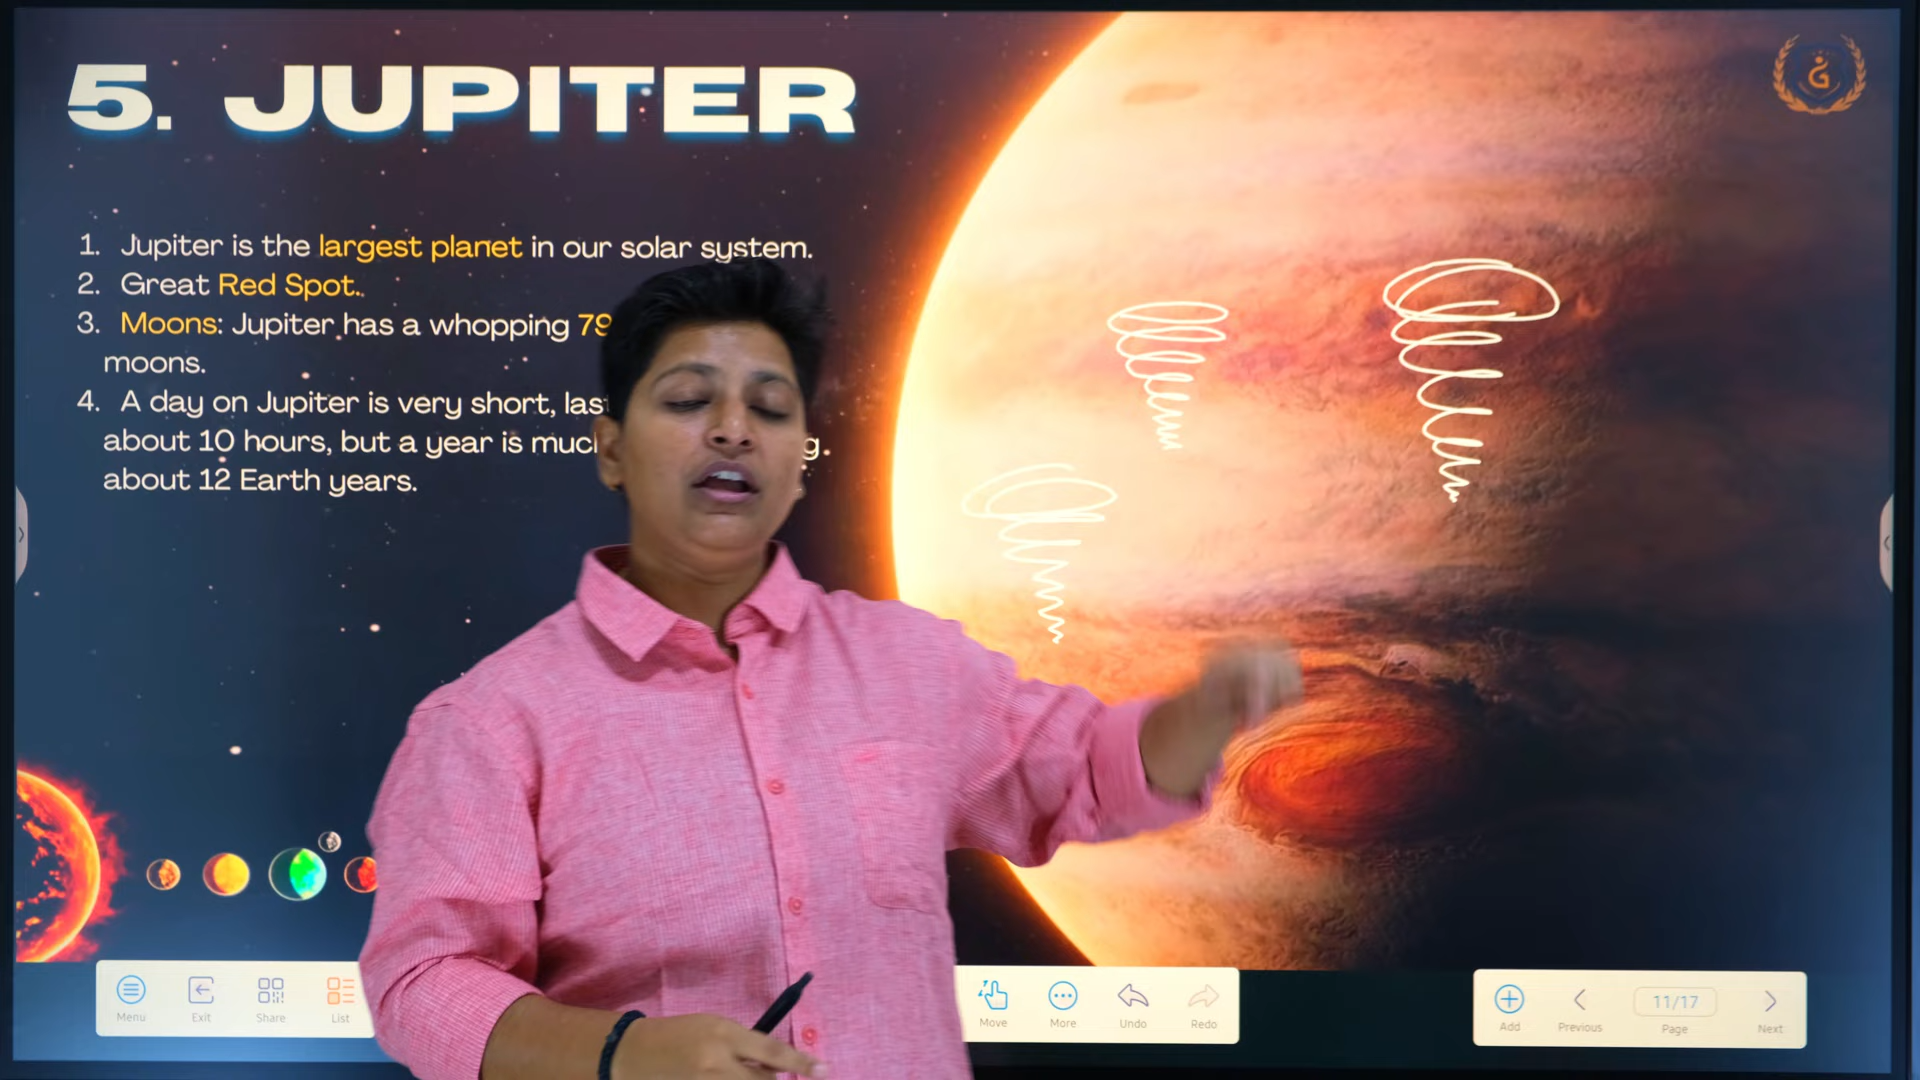 5. JUPITER
1. Jupiter is the largest planet in our solar system.
2. Great Red Spot.
3. Moons: Jupiter has a whopping 79
moons.
4. A day on Jupiter is very short,
about 10 hours, but a year is
about 12 Earth years.
G
Menu Exit Share List Move More Undo Redo Add Previous 11/17 Page Next